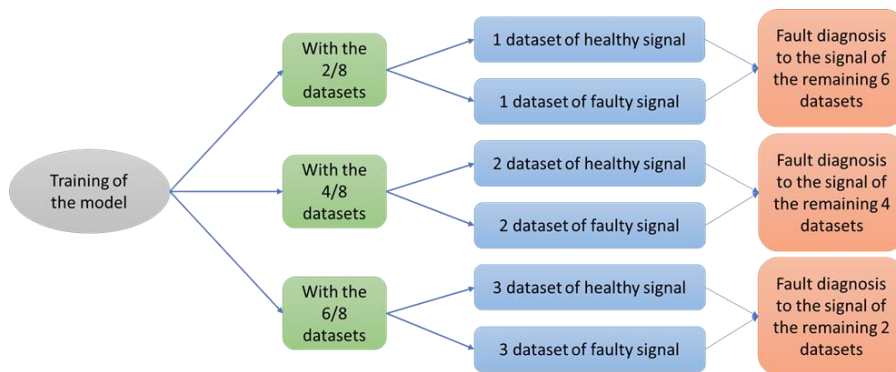 Training of
the model
With the
2/8
datasets
1 dataset of healthy signal
1 dataset of faulty signal
Fault diagnosis
to the signal of
the remaining 6
datasets
With the
4/8
datasets
2 dataset of healthy signal
2 dataset of faulty signal
Fault diagnosis
to the signal of
the remaining 4
datasets
With the
6/8
datasets
3 dataset of healthy signal
3 dataset of faulty signal
Fault diagnosis
to the signal of
the remaining 2
datasets